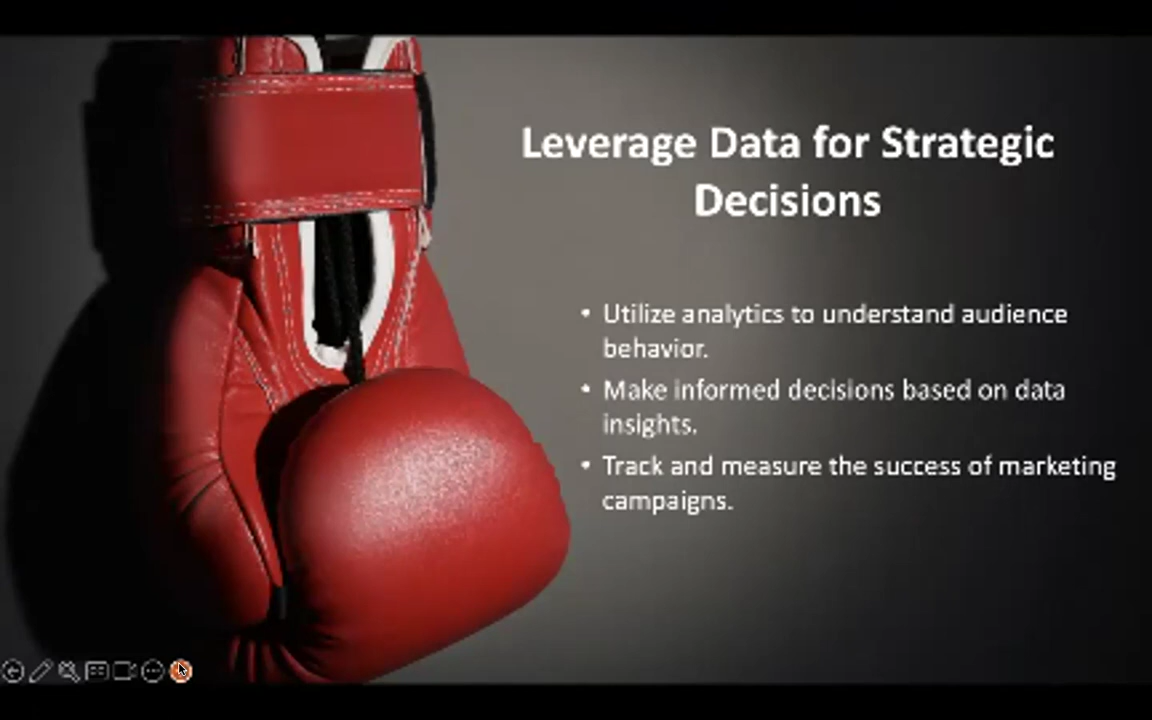 Leverage Data for Strategic
Decisions
• Utilize analytics to understand audience
behavior.
• Make informed decisions based on data
insights.
• Track and measure the success of marketing
campaigns.